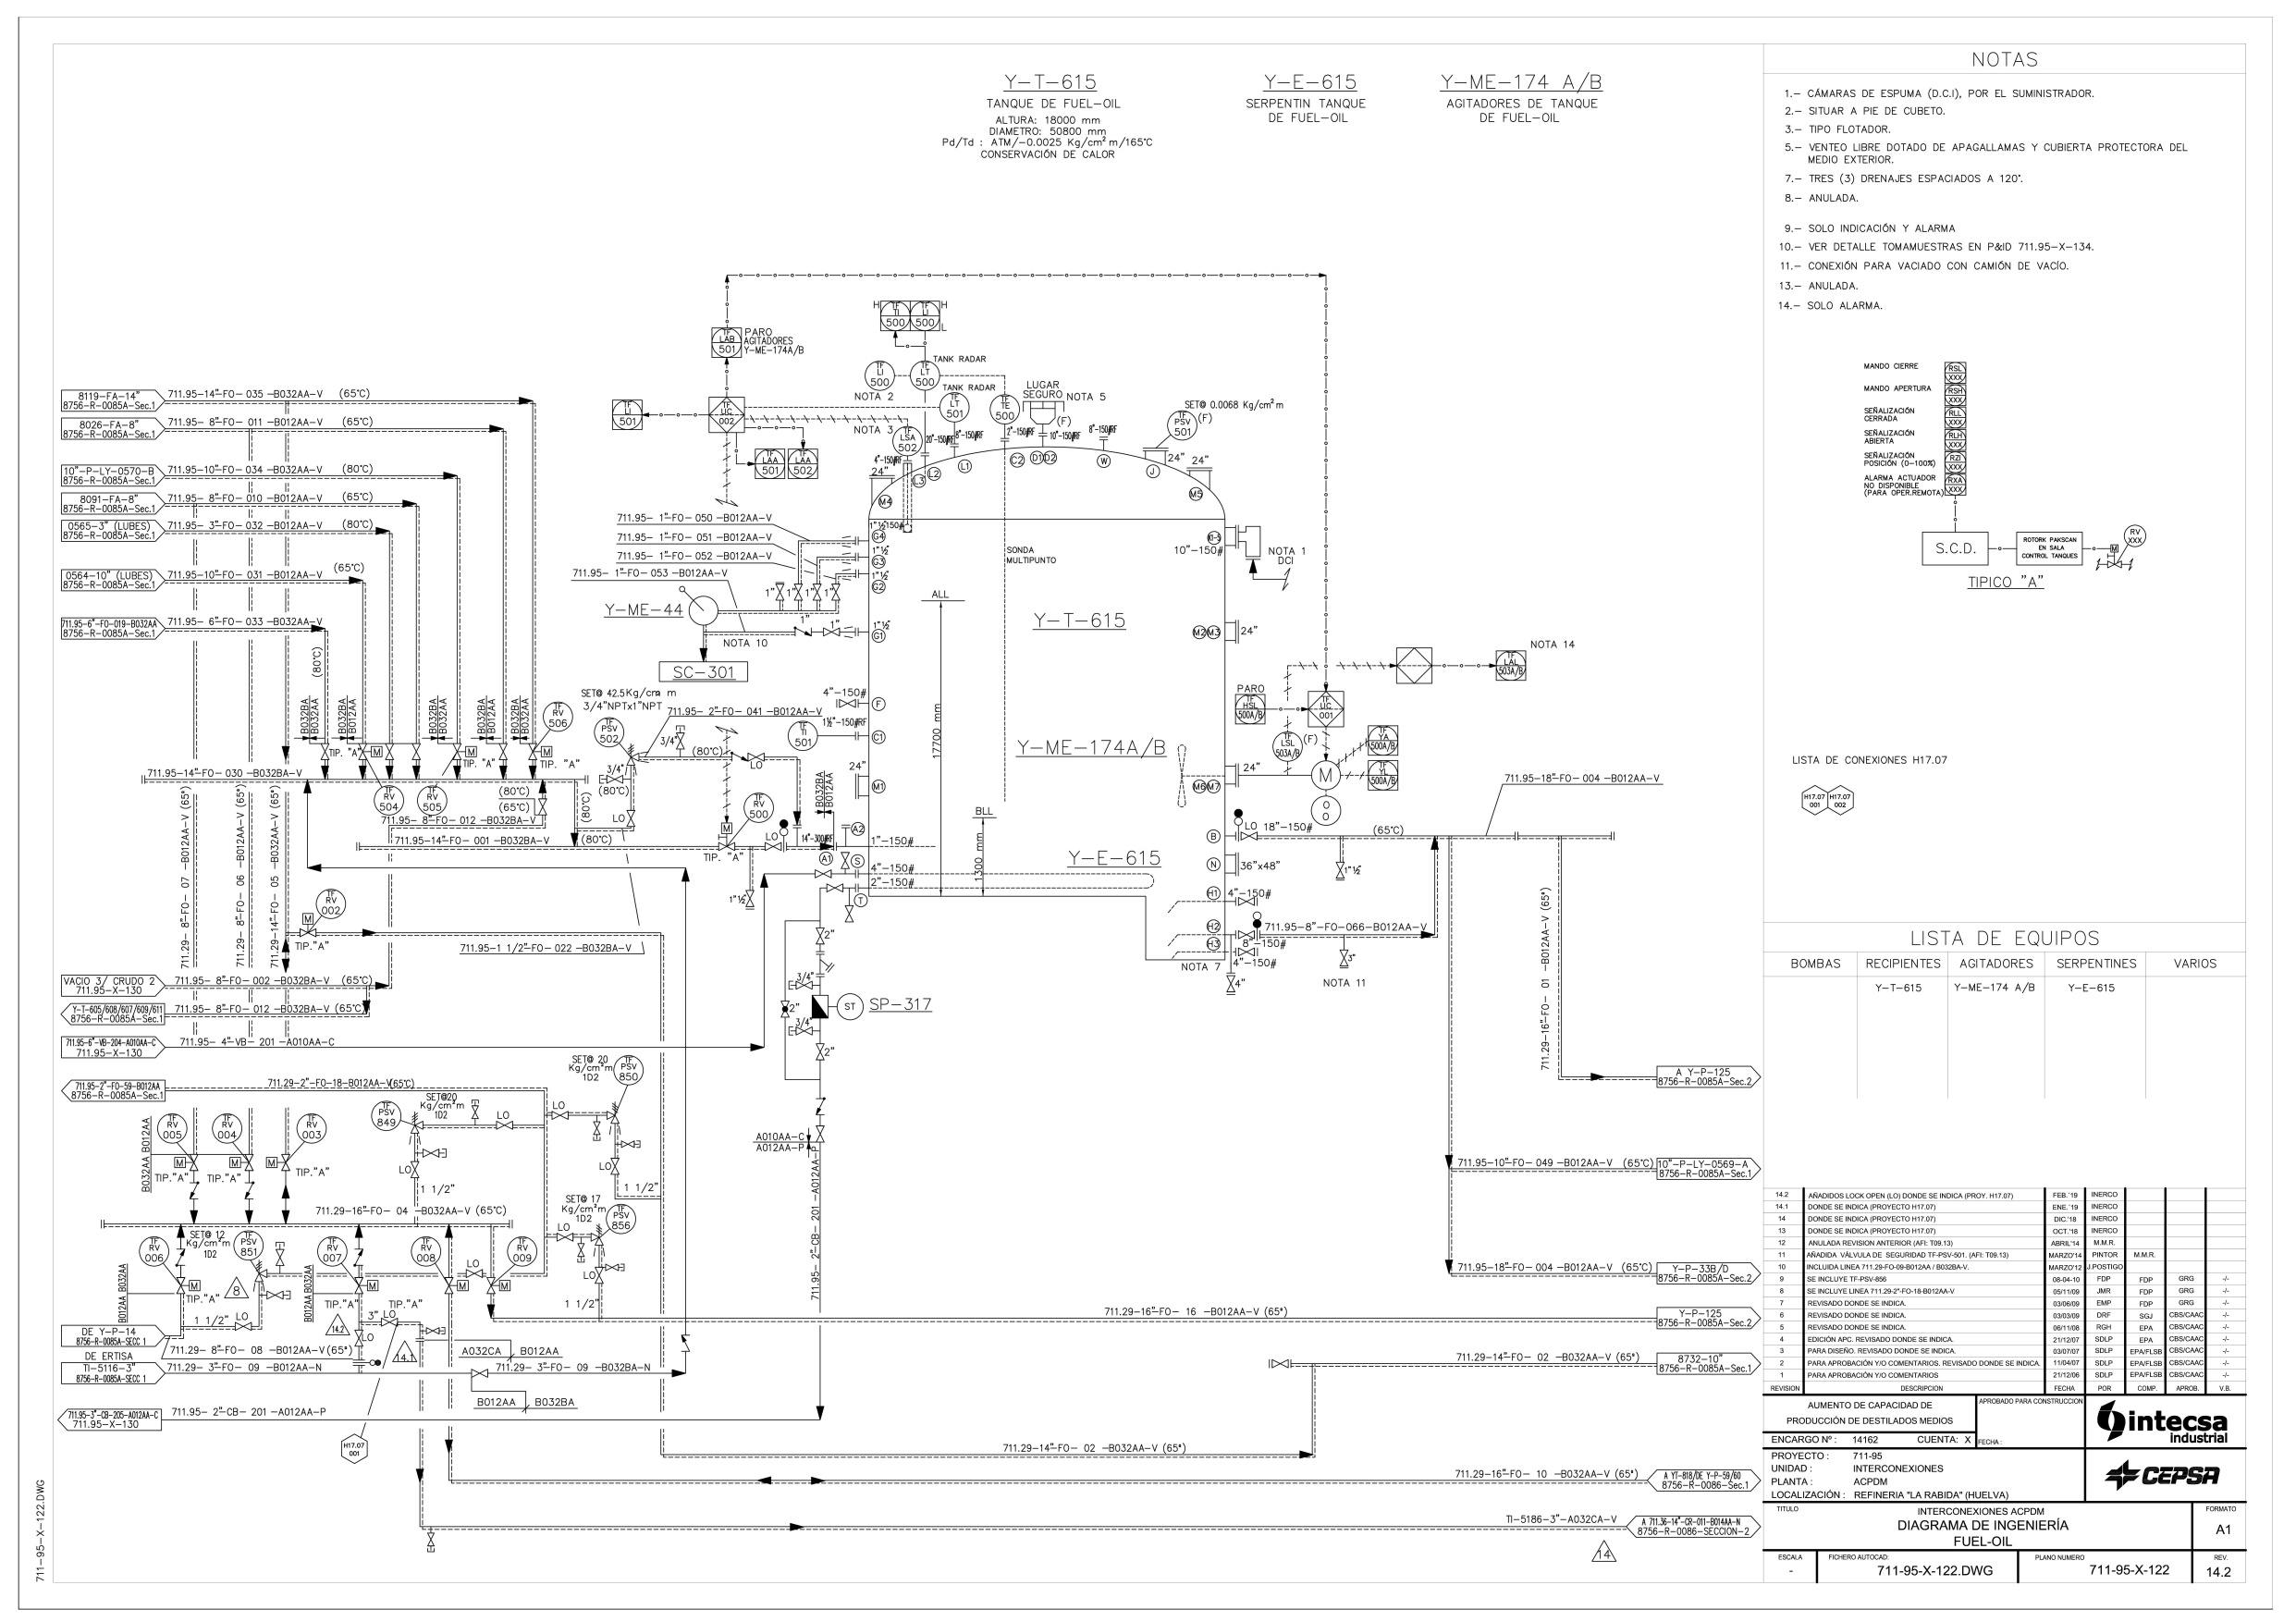 Y-T-615
TANQUE DE FUEL-OIL
ALTURA: 18000 mm
DIAMETRO: 50800 mm
Pd/Td : ATM/-0.0025 Kg/cm² m/165°C
CONSERVACIÓN DE CALOR
Y-E-615
SERPENTIN TANQUE
DE FUEL-OIL
Y-ME-174 A/B
AGITADORES DE TANQUE
DE FUEL-OIL
NOTAS
1.- CÁMARAS DE ESPUMA (D.C.I), POR EL SUMINISTRADOR.
2.- SITUAR A PIE DE CUBETO.
3.- TIPO FLOTADOR.
5.- VENTEO LIBRE DOTADO DE APAGALLAMAS Y CUBIERTA PROTECTORA DEL
MEDIO EXTERIOR.
7.- TRES (3) DRENAJES ESPACIADOS A 120°.
8.- ANULADA.
9.- SOLO INDICACIÓN Y ALARMA
10.- VER DETALLE TOMAMUESTRAS EN P&ID 711.95-X-134.
11.- CONEXIÓN PARA VACIADO CON CAMIÓN DE VACÍO.
13.- ANULADA.
14.- SOLO ALARMA.
MANDO CIERRE
RSL
XXX
MANDO APERTURA
RSH
XXX
SEÑALIZACIÓN
CERRADA
RLL
XXX
SEÑALIZACIÓN
ABIERTA
RLH
XXX
SEÑALIZACIÓN
POSICIÓN (0-100%)
RZI
XXX
ALARMA ACTUADOR
NO DISPONIBLE
(PARA OPER.REMOTA)
RXA
XXX
S.C.D.
ROTORK PAKSCAN
EN SALA
CONTROL TANQUES
M
RV
XXX
TIPICO "A"
LISTA DE CONEXIONES H17.07
H17.07
001
H17.07
002
8119-FA-14"
8756-R-0085A-Sec.1
711.95-14"-FO- 035 -B032AA-V (65°C)
8026-FA-8"
8756-R-0085A-Sec.1
711.95- 8"-FO- 011 -B012AA-V (65°C)
10"-P-LY-0570-B
8756-R-0085A-Sec.1
711.95-10"-FO- 034 -B032AA-V (80°C)
8091-FA-8"
8756-R-0085A-Sec.1
711.95- 8"-FO- 010 -B012AA-V (65°C)
0565-3" (LUBES)
8756-R-0085A-Sec.1
711.95- 3"-FO- 032 -B012AA-V (80°C)
0564-10" (LUBES)
8756-R-0085A-Sec.1
711.95-10"-FO- 031 -B012AA-V (65°C)
711.95-6"-FO-019-B032AA
8756-R-0085A-Sec.1
711.95- 6"-FO- 033 -B032AA-V
(80°C)
TF
LAB
501
PARO
AGITADORES
Y-ME-174A/B
TF
TI
500
TF
LI
500
H
H
L
TF
LI
500
TF
LT
500
TANK RADAR
NOTA 2
TANK RADAR
TF
LT
501
TF
TE
500
LUGAR
SEGURO
NOTA 5
(F)
SET@ 0.0068 Kg/cm² m
TF
PSV
501
(F)
TF
LI
501
TF
LIC
002
NOTA 3
TF
LSA
502
TF
LAA
501
TF
LAA
502
4"-150#RF
20"-150#RF
8"-150#RF
2"-150#RF
10"-150#RF
8"-150#RF
24"
24"
24"
M4
L3
L2
L1
C2
D1
D2
W
J
M5
711.95- 1"-FO- 050 -B012AA-V
711.95- 1"-FO- 051 -B012AA-V
711.95- 1"-FO- 052 -B012AA-V
711.95- 1"-FO- 053 -B012AA-V
1"½150#
G4
1"½
G3
1"½
G2
1"½
G1
1"
1"
1"
1"
1"
1"
Y-ME-44
NOTA 10
SC-301
SONDA
MULTIPUNTO
ALL
17700 mm
BLL
1300 mm
Y-T-615
Y-ME-174A/B
Y-E-615
K1-5
10"-150#
NOTA 1
DCI
M2
M3
24"
NOTA 14
TF
LAL
503A/B
PARO
TF
HSL
500A/B
TF
LIC
001
TF
LSL
503A/B
(F)
TF
YA
500A/B
TF
YL
500A/B
M
M6
M7
24"
B
LO
18"-150#
(65°C)
711.95-18"-FO- 004 -B012AA-V
N
36"x48"
1"½
H1
4"-150#
H2
711.95-8"-FO-066-B012AA-V
8"-150#
H3
4"-150#
NOTA 7
4"
3"
NOTA 11
SET@ 42.5Kg/cm² m
3/4"NPTx1"NPT
TF
PSV
502
711.95- 2"-FO- 041 -B012AA-V
3/4"
(80°C)
LO
3/4"
(80°C)
LO
4"-150#
F
1½"-150#RF
TF
TI
501
C1
24"
M1
B032BA
B012AA
TF
RV
500
M
TIP. "A"
LO
14"-300#RF
A2
A1
1"-150#
S
4"-150#
2"-150#
T
1"½
B032BA
B032AA
B032BA
B012AA
B032BA
B032AA
B032BA
B012AA
B032BA
B032AA
TF
RV
506
TIP. "A"
M
M
TIP. "A"
M
TIP. "A"
711.95-14"-FO- 030 -B032BA-V
TF
RV
504
TF
RV
505
(80°C)
(65°C)
(80°C)
711.95- 8"-FO- 012 -B032BA-V
711.95-14"-FO- 001 -B032BA-V
(80°C)
711.29- 8"-FO- 07 -B012AA-V (65°)
711.29- 8"-FO- 06 -B012AA-V (65°)
711.29-14"-FO- 05 -B032AA-V (65°)
TF
RV
002
M
TIP."A"
711.95-1 1/2"-FO- 022 -B032BA-V
VACIO 3/ CRUDO 2
711.95-X-130
711.95- 8"-FO- 002 -B032BA-V (65°C)
Y-T-605/608/607/609/611
8756-R-0085A-Sec.1
711.95- 8"-FO- 012 -B032BA-V (65°C)
711.95-6"-VB-204-A010AA-C
711.95-X-130
711.95- 4"-VB- 201 -A010AA-C
2"
3/4"
2"
ST
SP-317
3/4"
2"
A010AA-C
A012AA-P
711.95- 2"-CB- 201 -A012AA-P
711.95-2"-FO-59-B012AA
8756-R-0085A-Sec.1
711.29-2"-FO-18-B012AA-V(65°C)
SET@ 20
Kg/cm²m
1D2
TF
PSV
850
SET@20
Kg/cm²m
1D2
TF
PSV
849
LO
LO
LO
LO
1 1/2"
1 1/2"
B032AA B012AA
TF
RV
005
TF
RV
004
TF
RV
003
M
M
M
TIP."A"
TIP."A"
TIP."A"
711.29-16"-FO- 04 -B032AA-V (65°C)
SET@ 17
Kg/cm²m
1D2
TF
PSV
856
LO
LO
1 1/2"
TF
RV
006
SET@ 12
Kg/cm²m
1D2
TF
PSV
851
TF
RV
007
TF
RV
008
TF
RV
009
LO
M
M
M
M
B012AA B032AA
B012AA B032AA
TIP."A"
8
TIP."A"
TIP."A"
1 1/2"
LO
14.2
3"
LO
LO
14.1
DE Y-P-14
8756-R-0085A-SECC 1
711.29- 8"-FO- 08 -B012AA-V(65°)
DE ERTISA
TI-5116-3"
8756-R-0085A-SECC 1
711.29- 3"-FO- 09 -B012AA-N
A032CA
B012AA
711.29- 3"-FO- 09 -B032BA-N
B012AA
B032BA
711.95-3"-CB-205-A012AA-C
711.95-X-130
711.95- 2"-CB- 201 -A012AA-P
H17.07
001
711.29-16"-FO- 01 -B012AA-V (65°)
A Y-P-125
8756-R-0085A-Sec.2
711.95-10"-FO- 049 -B012AA-V (65°C)
10"-P-LY-0569-A
8756-R-0085A-Sec.1
711.95-18"-FO- 004 -B012AA-V (65°C)
Y-P-33B/D
8756-R-0085A-Sec.2
711.29-16"-FO- 16 -B012AA-V (65°)
Y-P-125
8756-R-0085A-Sec.2
711.29-14"-FO- 02 -B032AA-V (65°)
8732-10"
8756-R-0085A-Sec.1
711.29-14"-FO- 02 -B032AA-V (65°)
711.29-16"-FO- 10 -B032AA-V (65°)
A YT-818/DE Y-P-59/60
8756-R-0086-Sec.1
TI-5186-3"-A032CA-V
A 711.36-14"-CR-011-B014AA-N
8756-R-0086-SECCION-2
14
711-95-X-122.DWG
LISTA DE EQUIPOS
BOMBAS RECIPIENTES AGITADORES SERPENTINES VARIOS
Y-T-615 Y-ME-174 A/B Y-E-615
14.2 AÑADIDOS LOCK OPEN (LO) DONDE SE INDICA (PROY. H17.07) FEB.'19 INERCO
14.1 DONDE SE INDICA (PROYECTO H17.07) ENE.'19 INERCO
14 DONDE SE INDICA (PROYECTO H17.07) DIC.'18 INERCO
13 DONDE SE INDICA (PROYECTO H17.07) OCT.'18 INERCO
12 ANULADA REVISION ANTERIOR (AFI: T09.13) ABRIL'14 M.M.R.
11 AÑADIDA VÁLVULA DE SEGURIDAD TF-PSV-501. (AFI: T09.13) MARZO'14 PINTOR M.M.R.
10 INCLUIDA LINEA 711.29-FO-09-B012AA / B032BA-V. MARZO'12 J.POSTIGO
9 SE INCLUYE TF-PSV-856 08-04-10 FDP FDP GRG -/-
8 SE INCLUYE LINEA 711.29-2"-FO-18-B012AA-V 05/11/09 JMR FDP GRG -/-
7 REVISADO DONDE SE INDICA. 03/06/09 EMP FDP GRG -/-
6 REVISADO DONDE SE INDICA. 03/03/09 DRF SGJ CBS/CAAC -/-
5 REVISADO DONDE SE INDICA. 06/11/08 RGH EPA CBS/CAAC -/-
4 EDICIÓN APC. REVISADO DONDE SE INDICA. 21/12/07 SDLP EPA CBS/CAAC -/-
3 PARA DISEÑO. REVISADO DONDE SE INDICA. 03/07/07 SDLP EPA/FLSB CBS/CAAC -/-
2 PARA APROBACIÓN Y/O COMENTARIOS. REVISADO DONDE SE INDICA. 11/04/07 SDLP EPA/FLSB CBS/CAAC -/-
1 PARA APROBACIÓN Y/O COMENTARIOS 21/12/06 SDLP EPA/FLSB CBS/CAAC -/-
REVISION DESCRIPCION FECHA POR COMP. APROB. V.B.
AUMENTO DE CAPACIDAD DE
PRODUCCIÓN DE DESTILADOS MEDIOS
APROBADO PARA CONSTRUCCION
FECHA :
ENCARGO Nº : 14162 CUENTA: X
intecsa
industrial
PROYECTO : 711-95
UNIDAD : INTERCONEXIONES
PLANTA : ACPDM
LOCALIZACIÓN : REFINERIA "LA RABIDA" (HUELVA)
CEPSA
TITULO
INTERCONEXIONES ACPDM
DIAGRAMA DE INGENIERÍA
FUEL-OIL
FORMATO
A1
ESCALA
-
FICHERO AUTOCAD:
711-95-X-122.DWG
PLANO NUMERO
711-95-X-122
REV.
14.2